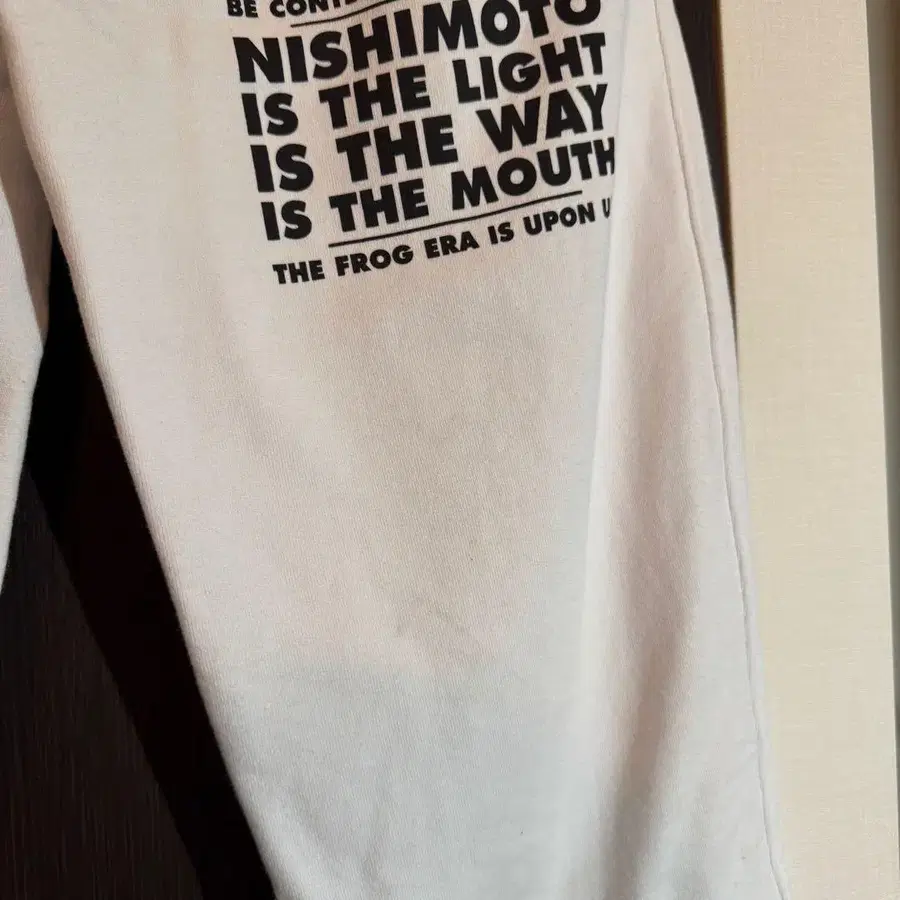 BE
NISHIMOTO
IS THE LIGHT
IS THE WAY
IS THE MOUTH
THE FROG ERA IS UPON